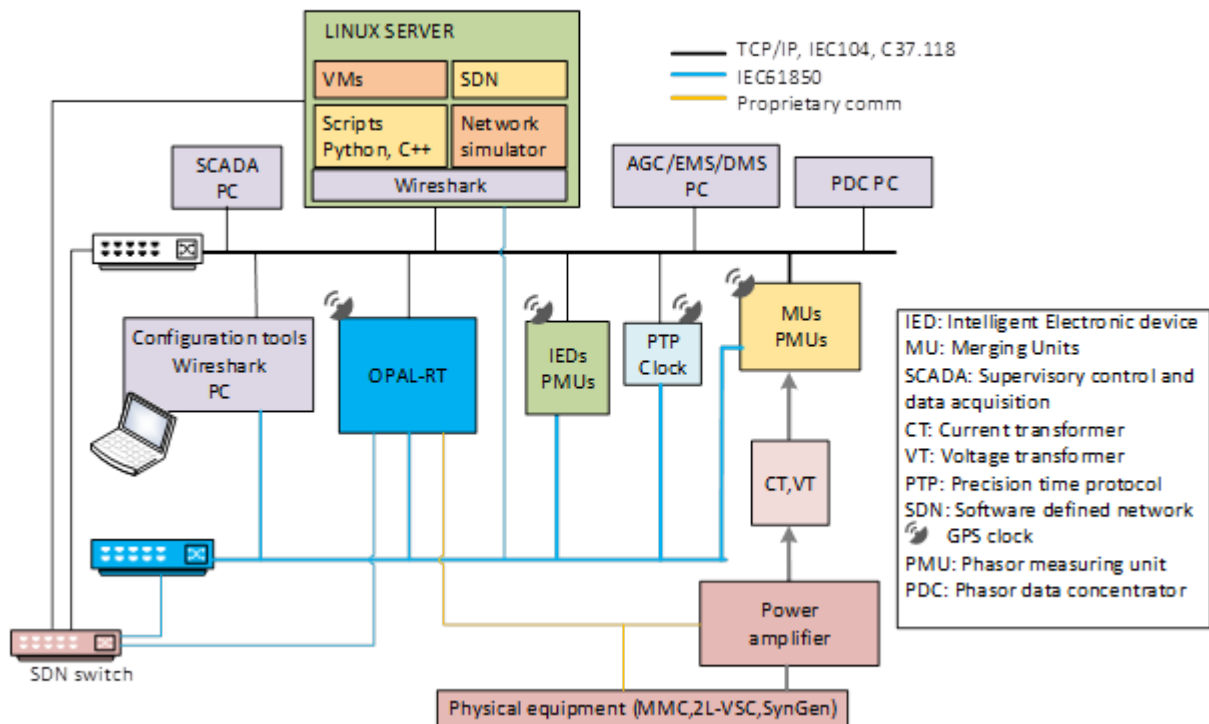 LINUX SERVER
VMs
SDN
Scripts
Python, C++
Network
simulator
Wireshark
TCP/IP, IEC104, C37.118
IEC61850
Proprietary comm
SCADA
PC
AGC/EMS/DMS
PC
PDC PC
Configuration tools
Wireshark
PC
OPAL-RT
IEDs
PMUs
PTP
Clock
MUs
PMUs
CT,VT
Power
amplifier
Physical equipment (MMC,2L-VSC,SynGen)
SDN switch
IED: Intelligent Electronic device
MU: Merging Units
SCADA: Supervisory control and
data acquisition
CT: Current transformer
VT: Voltage transformer
PTP: Precision time protocol
SDN: Software defined network
GPS clock
PMU: Phasor measuring unit
PDC: Phasor data concentrator